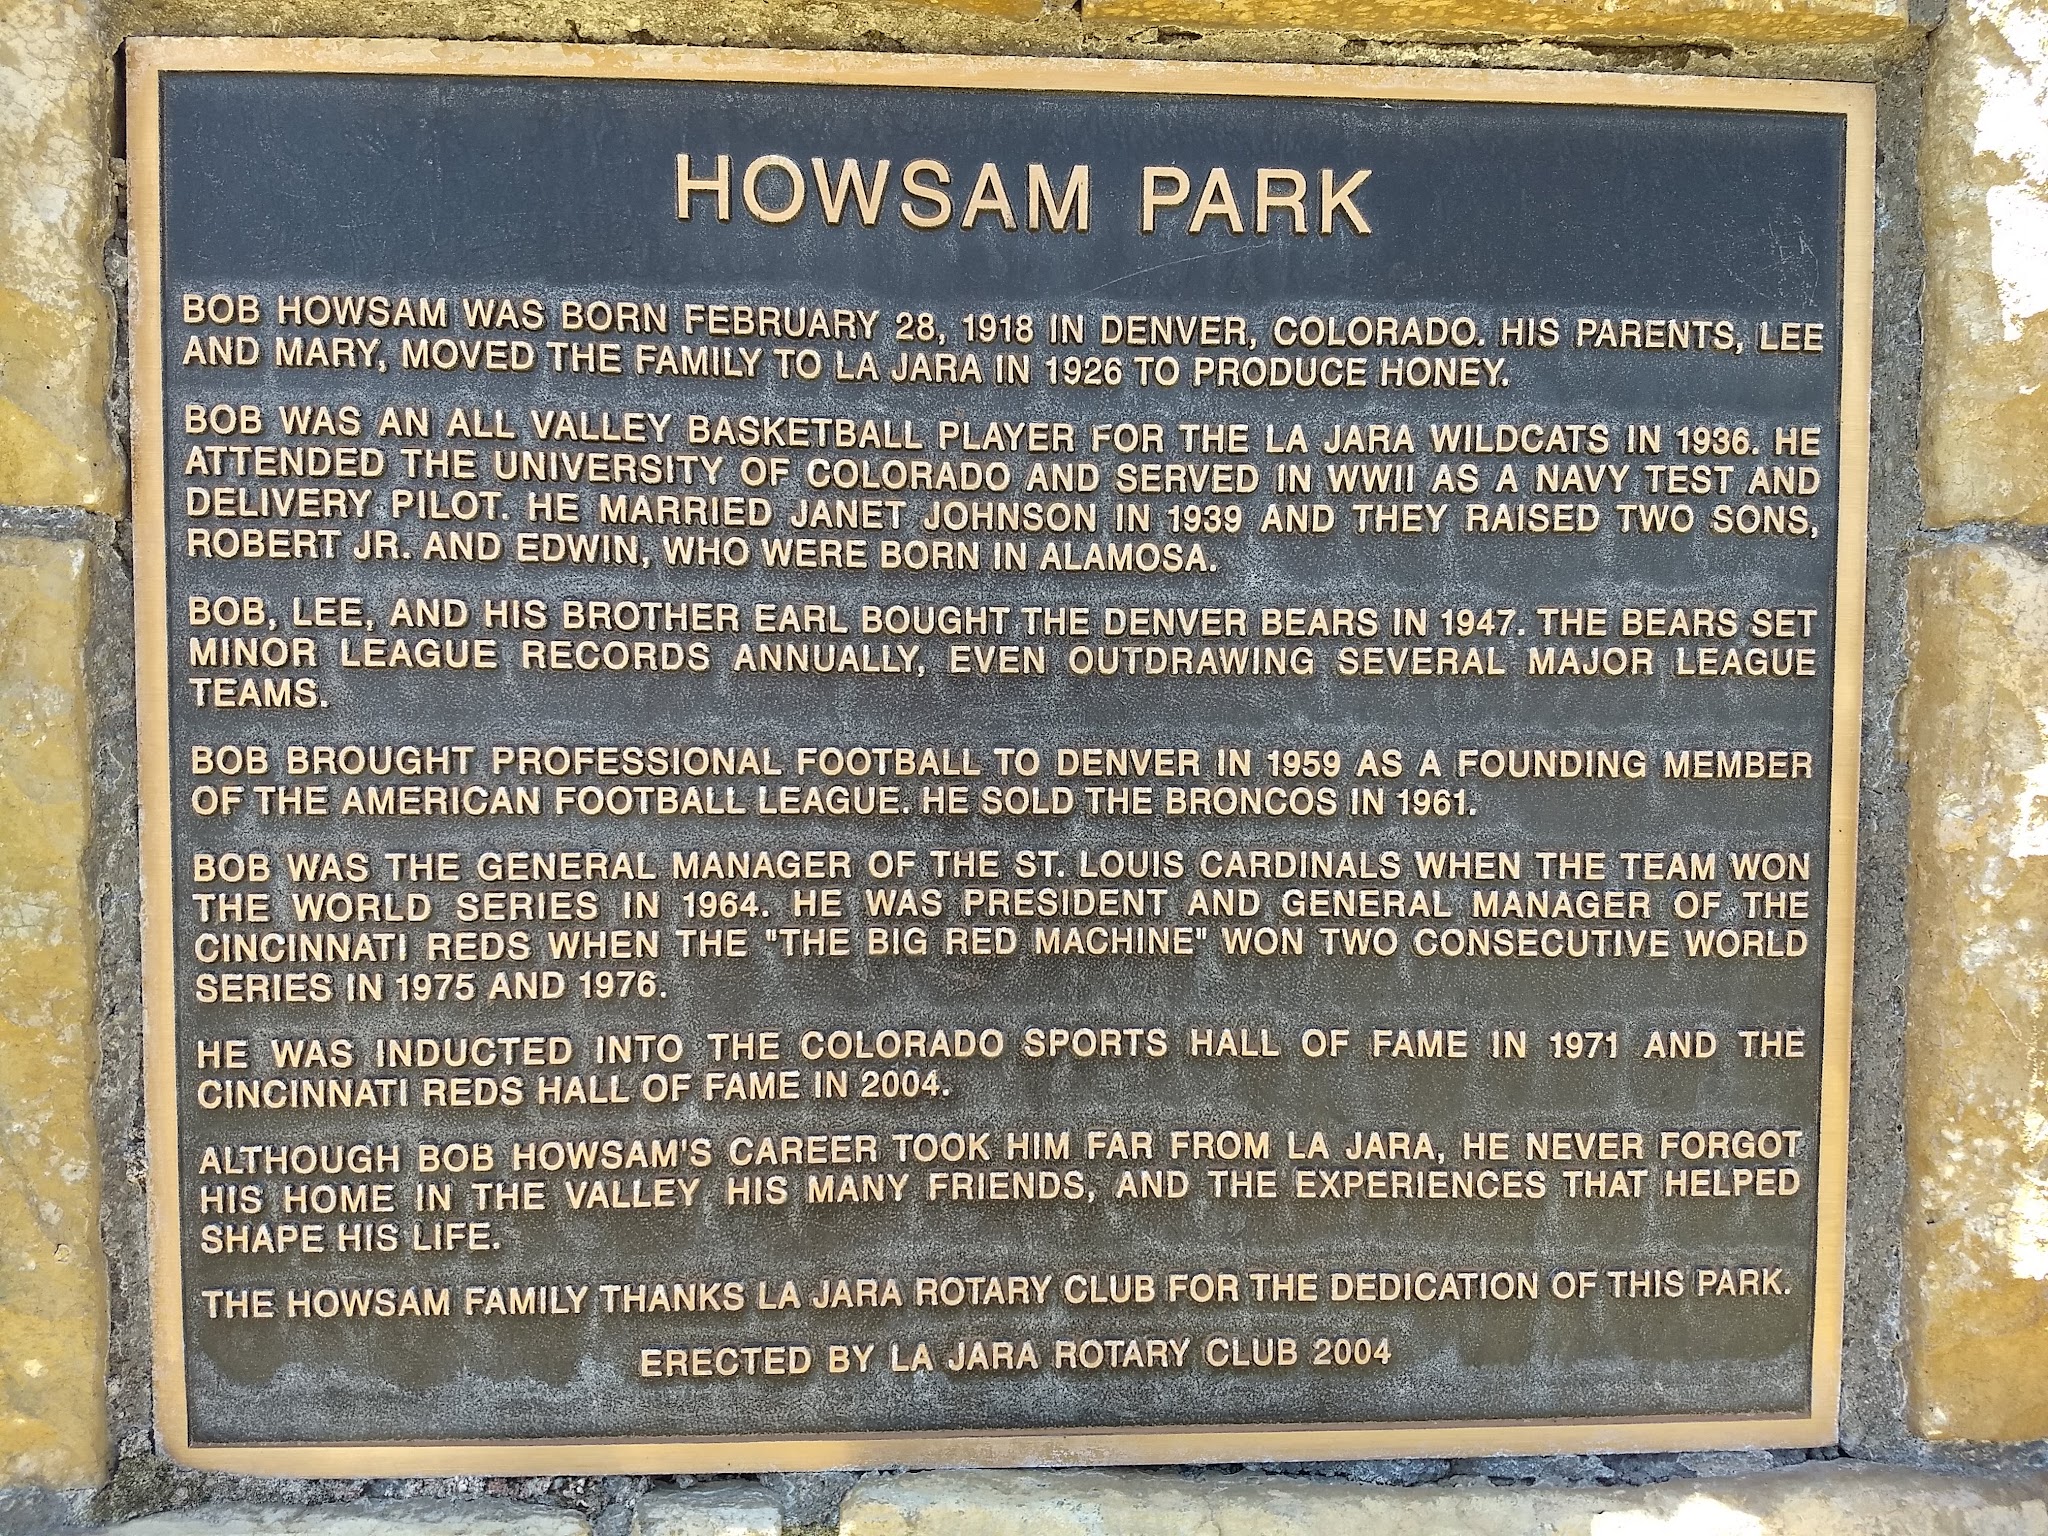 HOWSAM PARK
BOB HOWSAM WAS BORN FEBRUARY 28, 1918 IN DENVER, COLORADO. HIS PARENTS, LEE
AND MARY, MOVED THE FAMILY TO LA JARA IN 1926 TO PRODUCE HONEY.
BOB WAS AN ALL VALLEY BASKETBALL PLAYER FOR THE LA JARA WILDCATS IN 1936. HE
ATTENDED THE UNIVERSITY OF COLORADO AND SERVED IN WWII AS A NAVY TEST AND
DELIVERY PILOT. HE MARRIED JANET JOHNSON IN 1939 AND THEY RAISED TWO SONS,
ROBERT JR. AND EDWIN, WHO WERE BORN IN ALAMOSA.
BOB, LEE, AND HIS BROTHER EARL BOUGHT THE DENVER BEARS IN 1947. THE BEARS SET
MINOR LEAGUE RECORDS ANNUALLY, EVEN OUTDRAWING SEVERAL MAJOR LEAGUE
TEAMS.
BOB BROUGHT PROFESSIONAL FOOTBALL TO DENVER IN 1959 AS A FOUNDING MEMBER
OF THE AMERICAN FOOTBALL LEAGUE. HE SOLD THE BRONCOS IN 1961.
BOB WAS THE GENERAL MANAGER OF THE ST. LOUIS CARDINALS WHEN THE TEAM WON
THE WORLD SERIES IN 1964. HE WAS PRESIDENT AND GENERAL MANAGER OF THE
CINCINNATI REDS WHEN THE "THE BIG RED MACHINE" WON TWO CONSECUTIVE WORLD
SERIES IN 1975 AND 1976.
HE WAS INDUCTED INTO THE COLORADO SPORTS HALL OF FAME IN 1971 AND THE
CINCINNATI REDS HALL OF FAME IN 2004.
ALTHOUGH BOB HOWSAM'S CAREER TOOK HIM FAR FROM LA JARA, HE NEVER FORGOT
HIS HOME IN THE VALLEY HIS MANY FRIENDS, AND THE EXPERIENCES THAT HELPED
SHAPE HIS LIFE.
THE HOWSAM FAMILY THANKS LA JARA ROTARY CLUB FOR THE DEDICATION OF THIS PARK.
ERECTED BY LA JARA ROTARY CLUB 2004